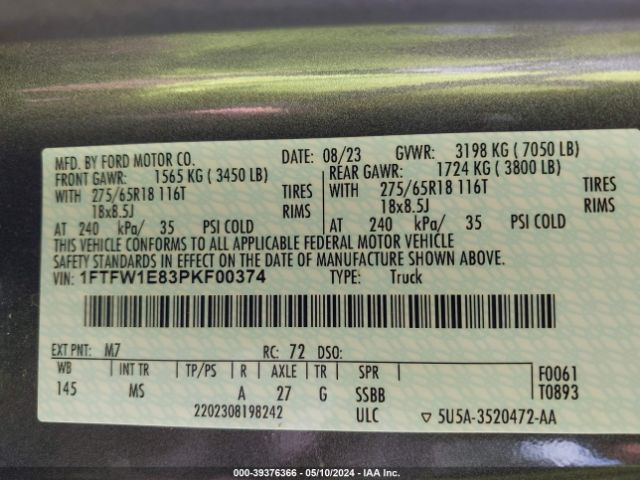 MFD. BY FORD MOTOR CO. DATE: 08/23 GVWR: 3198 KG ( 7050 LB)
FRONT GAWR: 1565 KG ( 3450 LB) REAR GAWR: 1724 KG ( 3800 LB)
WITH 275/65R18 116T TIRES WITH 275/65R18 116T TIRES
18x8.5J RIMS 18x8.5J RIMS
AT 240 kPa/ 35 PSI COLD AT 240 kPa/ 35 PSI COLD
THIS VEHICLE CONFORMS TO ALL APPLICABLE FEDERAL MOTOR VEHICLE
SAFETY STANDARDS IN EFFECT ON THE DATE OF MANUFACTURE SHOWN ABOVE.
VIN: 1FTFW1E83PKF00374 TYPE: Truck
EXT PNT: M7 RC: 72 DSO:
WB INT TR TP/PS R AXLE TR SPR F0061
145 MS A 27 G SSBB T0893
2202308198242 ULC ▽ 5U5A-3520472-AA
000-39376366 — 05/10/2024 — IAA Inc.